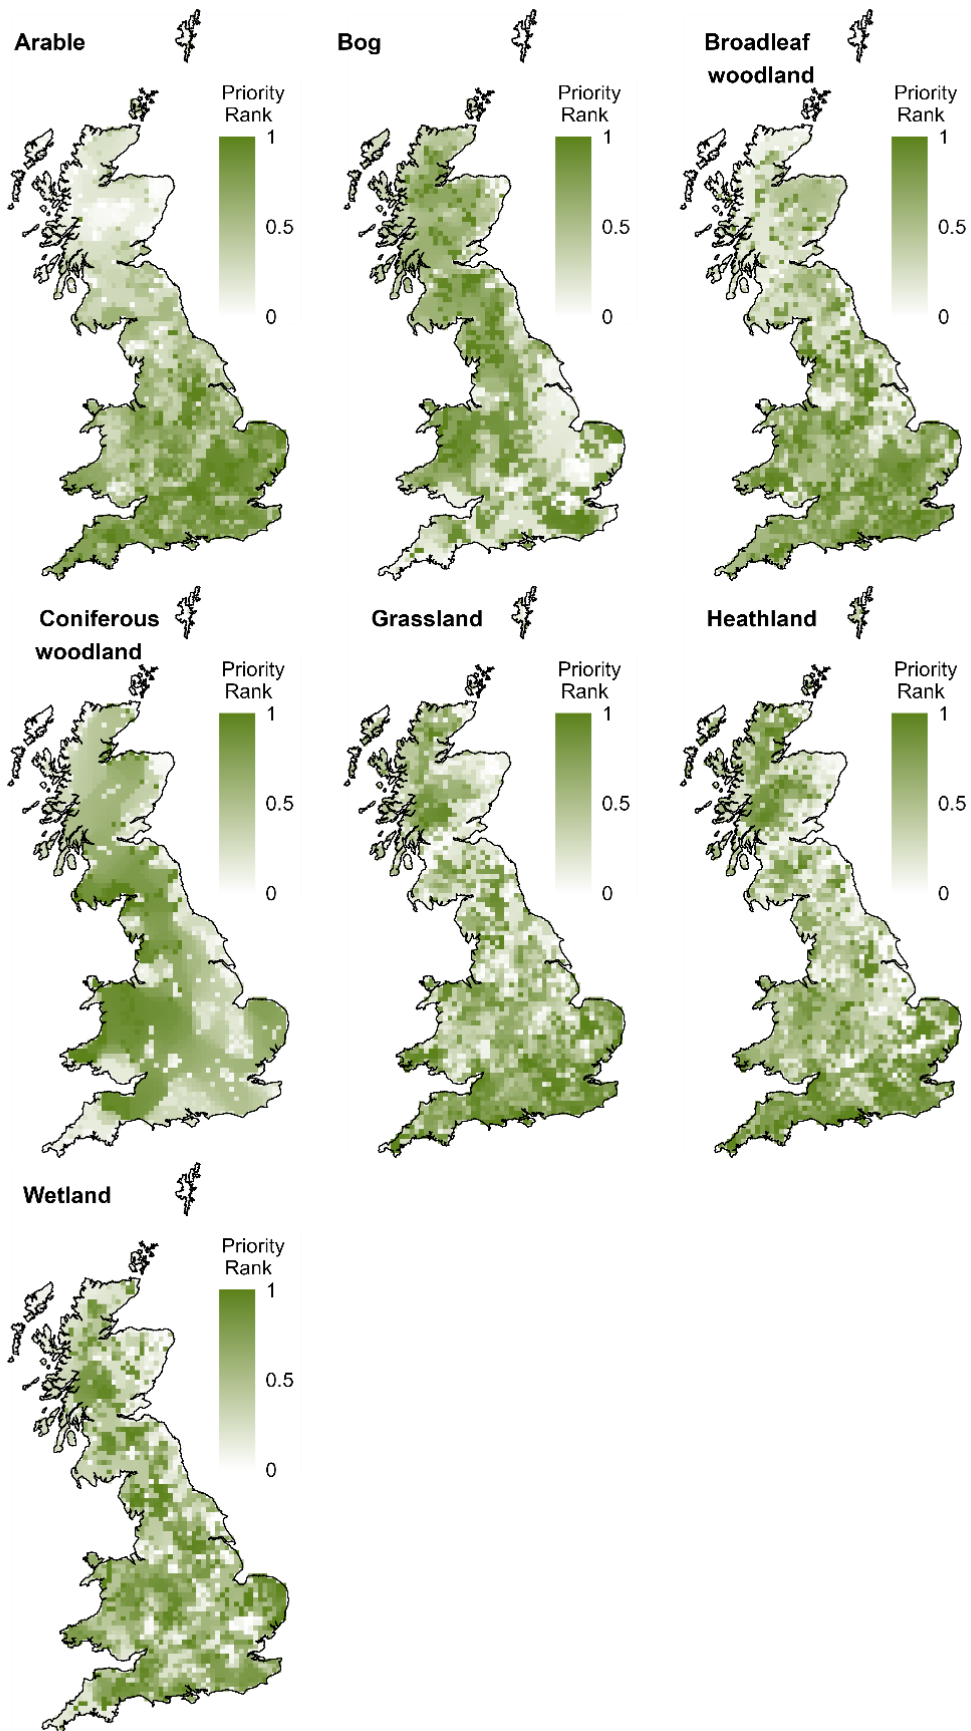 Arable
Priority
Rank
1
0.5
0
Bog
Priority
Rank
1
0.5
0
Broadleaf
woodland
Priority
Rank
1
0.5
0
Coniferous
woodland
Priority
Rank
1
0.5
0
Grassland
Priority
Rank
1
0.5
0
Heathland
Priority
Rank
1
0.5
0
Wetland
Priority
Rank
1
0.5
0